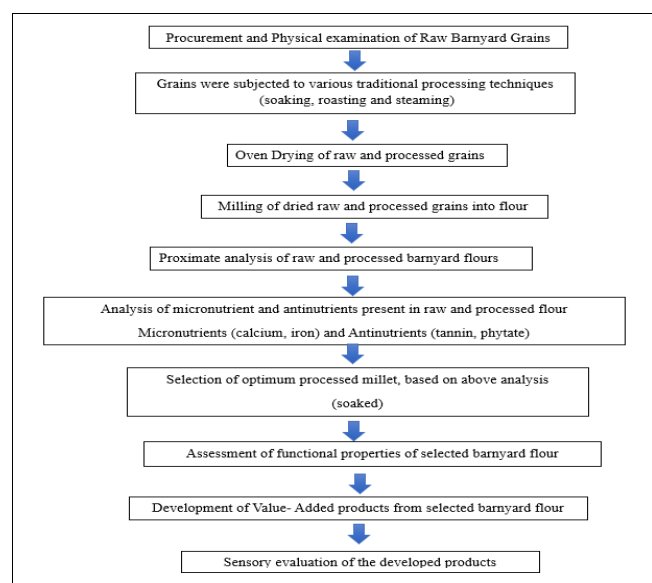 Procurement and Physical examination of Raw Barnyard Grains
Grains were subjected to various traditional processing techniques
(soaking, roasting and steaming)
Oven Drying of raw and processed grains
Milling of dried raw and processed grains into flour
Proximate analysis of raw and processed barnyard flours
Analysis of micronutrient and antinutrients present in raw and processed flour
Micronutrients (calcium, iron) and Antinutrients (tannin, phytate)
Selection of optimum processed millet, based on above analysis
(soaked)
Assessment of functional properties of selected barnyard flour
Development of Value- Added products from selected barnyard flour
Sensory evaluation of the developed products